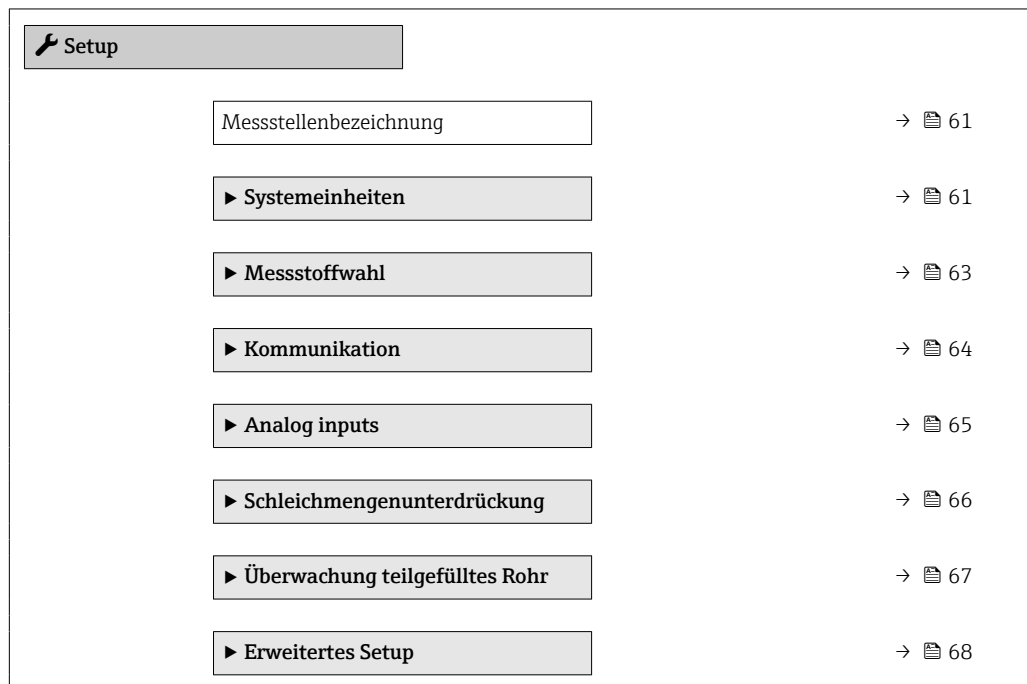 Setup
Messstellenbezeichnung → 61
▶ Systemeinheiten → 61
▶ Messstoffwahl → 63
▶ Kommunikation → 64
▶ Analog inputs → 65
▶ Schleichmengenunterdrückung → 66
▶ Überwachung teilgefülltes Rohr → 67
▶ Erweitertes Setup → 68